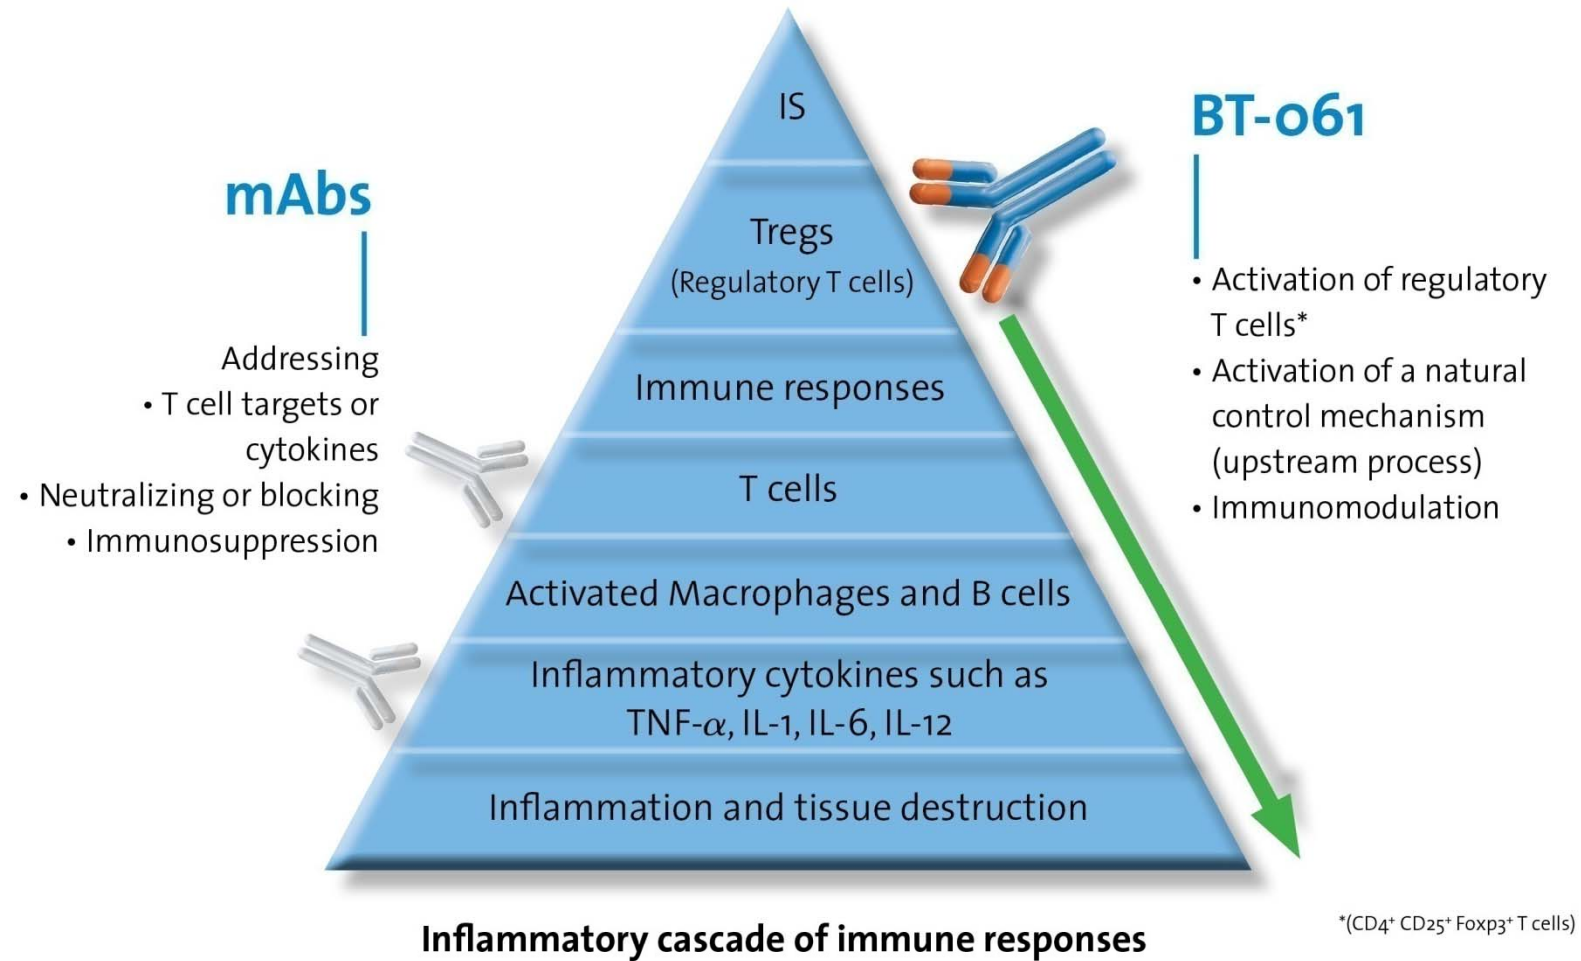 IS
BT-061
mAbs
Tregs
(Regulatory T cells)
• Activation of regulatory
T cells*
• Activation of a natural
control mechanism
(upstream process)
• Immunomodulation
Addressing
• T cell targets or
cytokines
• Neutralizing or blocking
• Immunosuppression
Immune responses
T cells
Activated Macrophages and B cells
Inflammatory cytokines such as
TNF-α, IL-1, IL-6, IL-12
Inflammation and tissue destruction
Inflammatory cascade of immune responses
*(CD4⁺ CD25⁺ Foxp3⁺ T cells)